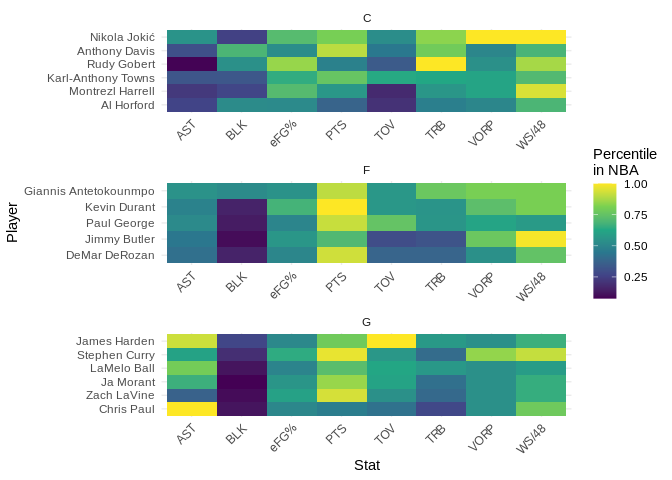 C
Nikola Jokić
Anthony Davis
Rudy Gobert
Karl-Anthony Towns
Montrezl Harrell
Al Horford
AST BLK eFG% PTS TOV TRB VORP WS/48
F
Giannis Antetokounmpo
Kevin Durant
Paul George
Jimmy Butler
DeMar DeRozan
AST BLK eFG% PTS TOV TRB VORP WS/48
G
James Harden
Stephen Curry
LaMelo Ball
Ja Morant
Zach LaVine
Chris Paul
AST BLK eFG% PTS TOV TRB VORP WS/48
Stat
Player
Percentile
in NBA
1.00
0.75
0.50
0.25